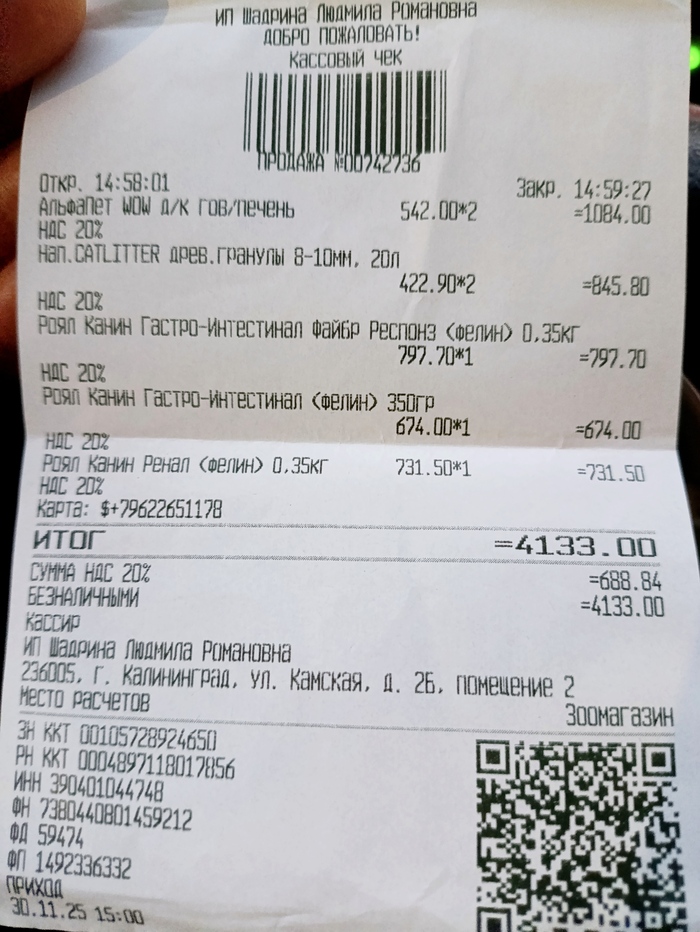 ИП Шадрина Людмила Романовна
ДОБРО ПОЖАЛОВАТЬ!
Кассовый чек
ПРОДАЖА №00742736
Откр. 14:58:01 Закр. 14:59:27
АльфаПет WOW д/к гов/печень 542.00*2 =1084.00
НДС 20%
Нап.CATLITTER древ.гранулы 8-10мм, 20л
422.90*2 =845.80
НДС 20%
Роял Канин Гастро-Интестинал Файбр Респонз (фелин) 0,35кг
797.70*1 =797.70
НДС 20%
Роял Канин Гастро-Интестинал (фелин) 350гр
674.00*1 =674.00
НДС 20%
Роял Канин Ренал (фелин) 0,35кг 731.50*1 =731.50
НДС 20%
Карта: $+79622651178
ИТОГ =4133.00
СУММА НДС 20% =688.84
БЕЗНАЛИЧНЫМИ =4133.00
Кассир
ИП Шадрина Людмила Романовна
236005, г. Калининград, ул. Камская, д. 2Б, помещение 2
Место расчетов Зоомагазин
ЗН ККТ 00105728924650
РН ККТ 0004897118017856
ИНН 390401044748
ФН 7380440801459212
ФД 59474
ФП 1492336332
ПРИХОД
30.11.25 15:00